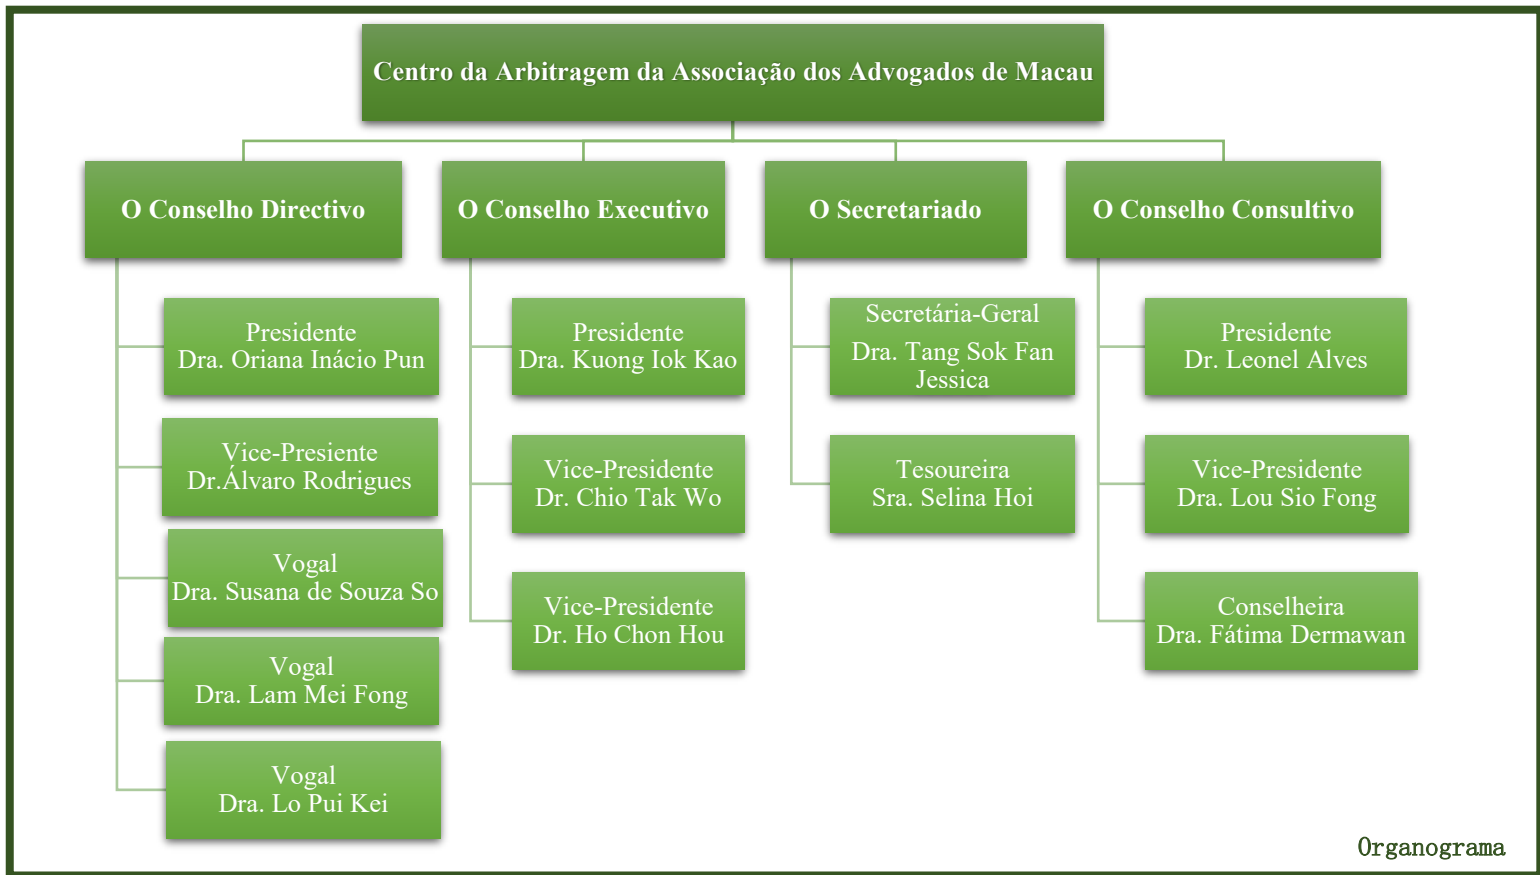 Centro da Arbitragem da Associação dos Advogados de Macau
O Conselho Directivo
Presidente
Dra. Oriana Inácio Pun
Vice-Presiente
Dr.Álvaro Rodrigues
Vogal
Dra. Susana de Souza So
Vogal
Dra. Lam Mei Fong
Vogal
Dra. Lo Pui Kei
O Conselho Executivo
Presidente
Dra. Kuong Iok Kao
Vice-Presidente
Dr. Chio Tak Wo
Vice-Presidente
Dr. Ho Chon Hou
O Secretariado
Secretária-Geral
Dra. Tang Sok Fan
Jessica
Tesoureira
Sra. Selina Hoi
O Conselho Consultivo
Presidente
Dr. Leonel Alves
Vice-Presidente
Dra. Lou Sio Fong
Conselheira
Dra. Fátima Dermawan
Organograma